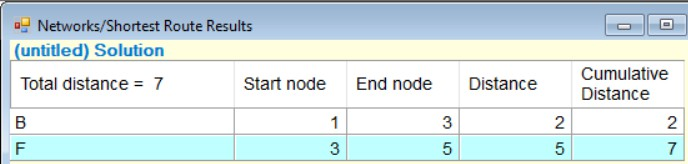 Networks/Shortest Route Results
(untitled) Solution
Total distance = 7 Start node End node Distance Cumulative Distance
B 1 3 2 2
F 3 5 5 7